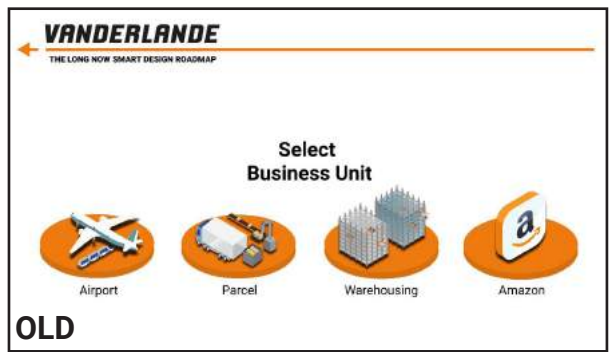 VANDERLANDE
THE LONG NOW SMART DESIGN ROADMAP
Select
Business Unit
a
Airport
Parcel
Warehousing
Amazon
OLD